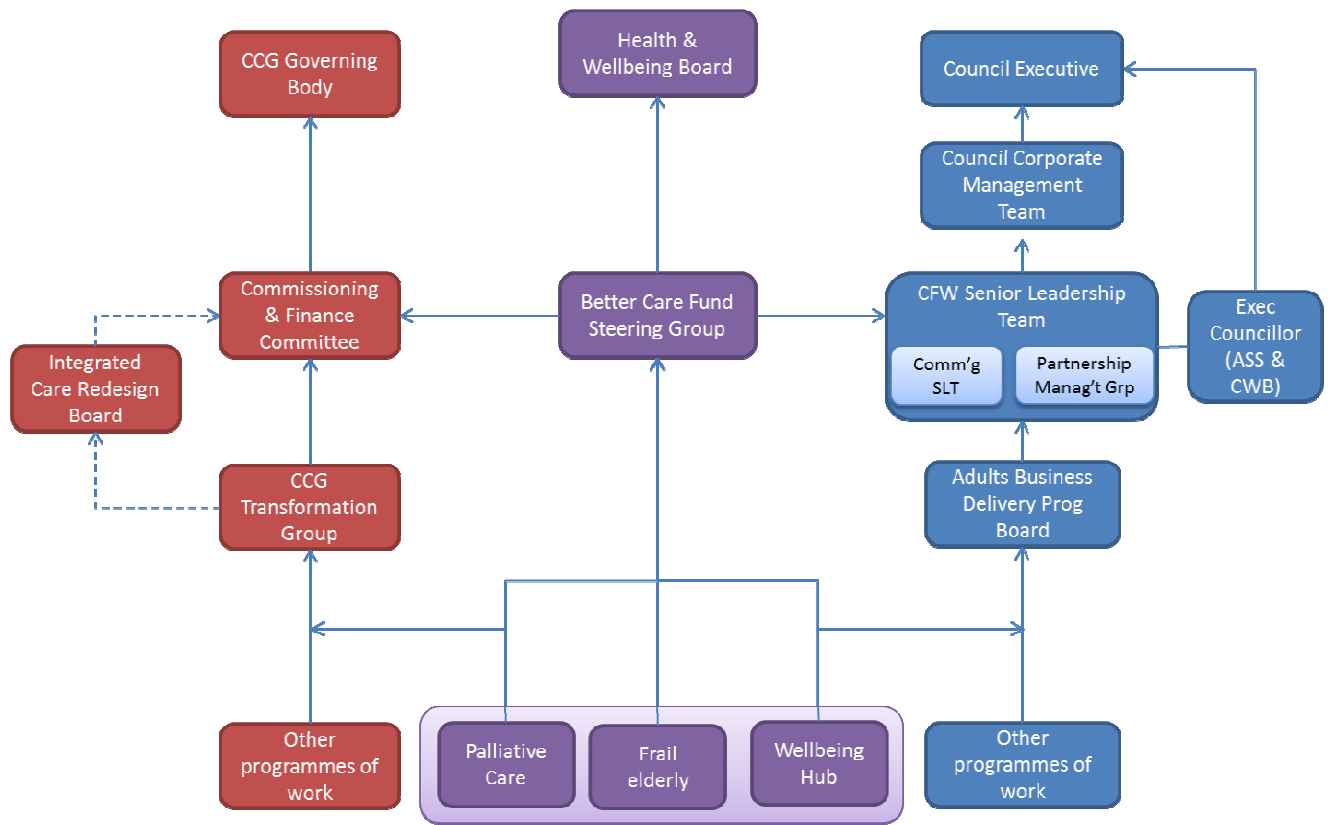 CCG Governing
Body
Health &
Wellbeing Board
Council Executive
Council Corporate
Management
Team
Commissioning
& Finance
Committee
Better Care Fund
Steering Group
CFW Senior Leadership
Team
Comm'g
SLT
Partnership
Manag't Grp
Exec
Councillor
(ASS &
CWB)
Integrated
Care Redesign
Board
CCG
Transformation
Group
Adults Business
Delivery Prog
Board
Other
programmes of
work
Palliative
Care
Frail
elderly
Wellbeing
Hub
Other
programmes of
work